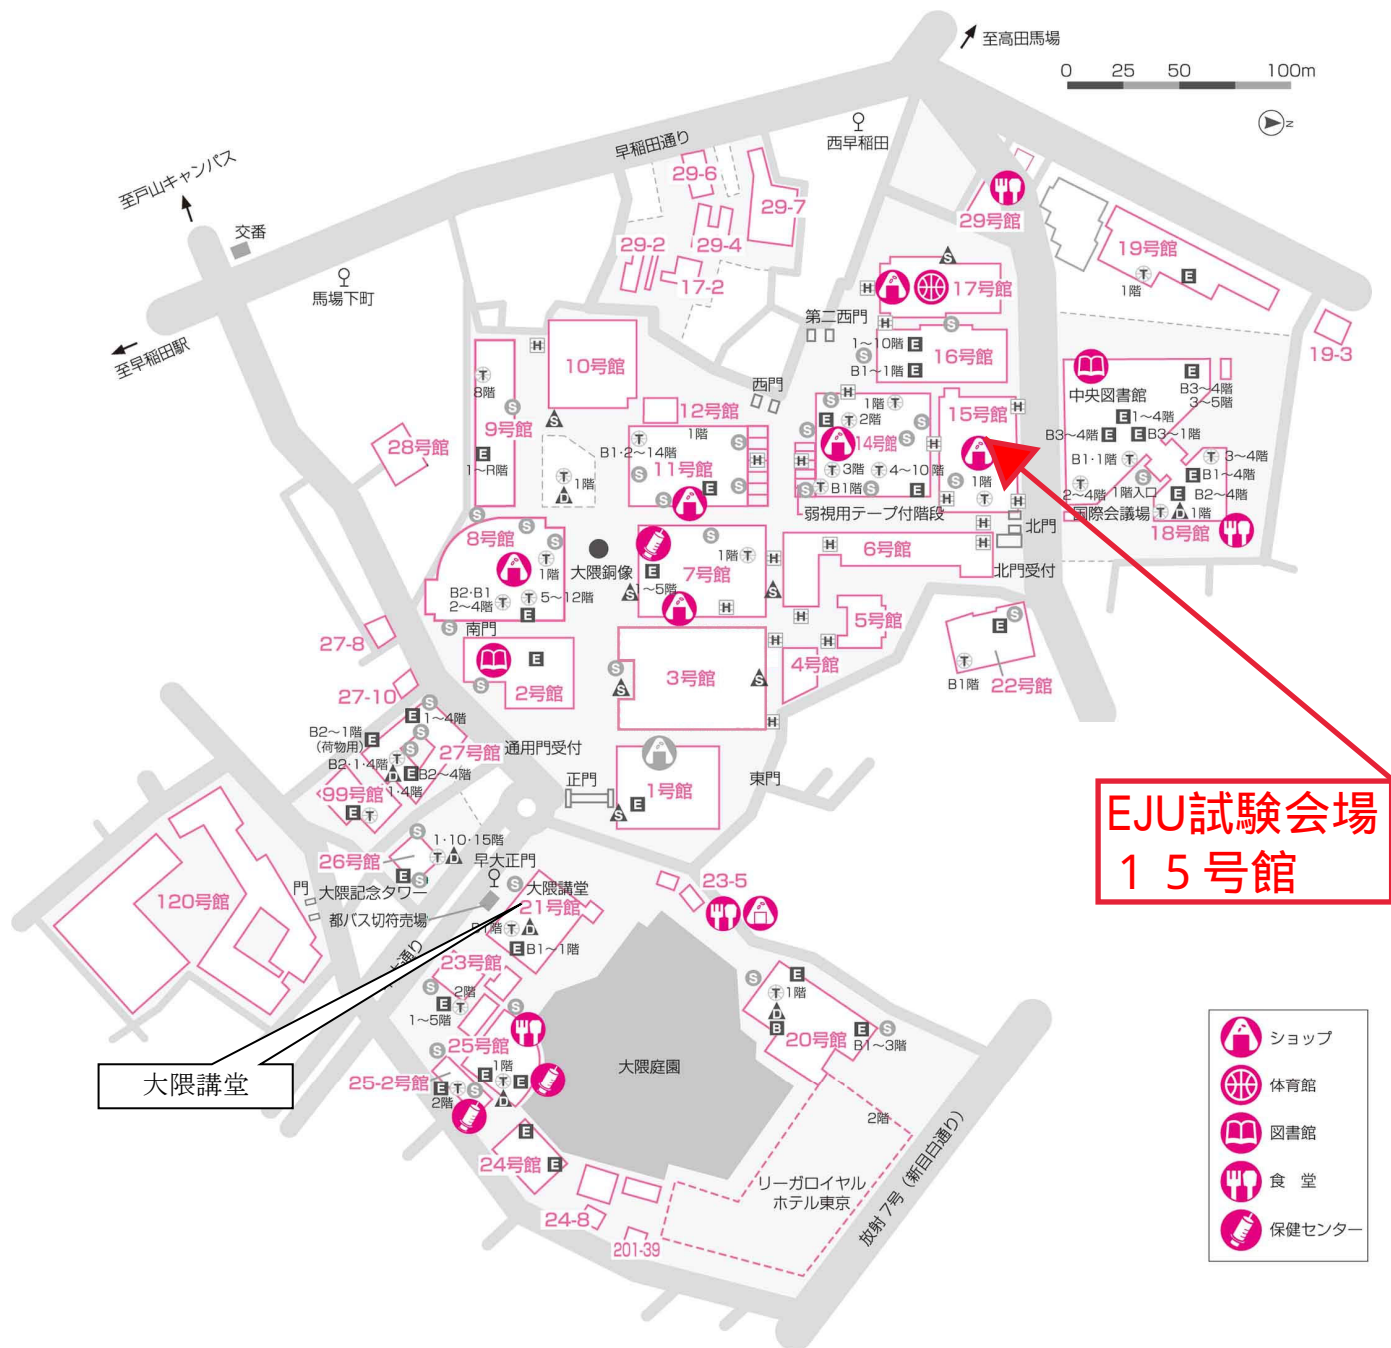 至高田馬場
0 25 50 100m
N
西早稲田
早稲田通り
至戸山キャンパス
交番
馬場下町
至早稲田駅
29-6
29-7
29-2
29-4
17-2
29号館
19号館
T 1階 E
19-3
S
H 17号館
第二西門
H S
1〜10階 E
S 16号館
B1〜1階 E
中央図書館
E
B3〜4階
3〜5階
E 1〜4階
B3〜4階 E E B3〜1階
B1・1階 T
T 3〜4階
S E B1〜4階
T
2〜4階
1階入口
E B2〜4階
国際会議場
T D 1階
18号館
10号館
H
T
8階
S
9号館
E
1〜R階
S
28号館
T 1階
D
西門
12号館
T 1階 S
B1・2〜14階
11号館
S E S
S
H
H
S 1階 T
E T 2階
S
14号館
S
S
T 3階 T 4〜10階
S T B1階 S E
弱視用テープ付階段
15号館
H
H
S 1階
H T H
H
北門
北門受付
6号館
H
S S
8号館 S
T
1階
B2・B1
2〜4階 T
T 5〜12階
E
大隈銅像
S
1階 T
E 7号館
1〜5階
S
H
H
S
H
5号館
H
H
4号館
S
南門
E
S 2号館
S
S
3号館
S
H
27-8
27-10
S E
T
B1階 22号館
S
E 1〜4階
B2〜1階
(荷物用)
E S
S
27号館
通用門受付
B2・1・4階 T
D E B2〜4階
1・4階
99号館
E T
正門
S E
1号館
東門
EJU試験会場
15号館
S 1・10・15階
26号館 T D
早大正門
E S
大隈記念タワー
門
都バス切符売場
120号館
S
大隈講堂
21号館
T D
E B1〜1階
23-5
23号館
S 2階
E T
1〜5階
S
S
25号館
E 1階
T E
D
25-2号館
E T S
2階
大隈講堂
大隈庭園
S E
T 1階
D
B
20号館
E S
B1〜3階
2階
E
24号館 E
24-8
201-39
リーガロイヤル
ホテル東京
放射7号(新目白通り)
ショップ
体育館
図書館
食 堂
保健センター